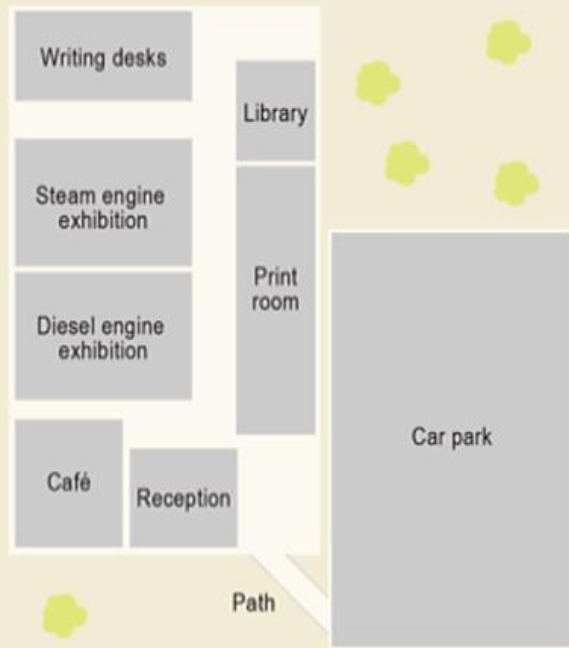 Writing desks
Library
Steam engine
exhibition
Print
room
Diesel engine
exhibition
Car park
Café
Reception
Path